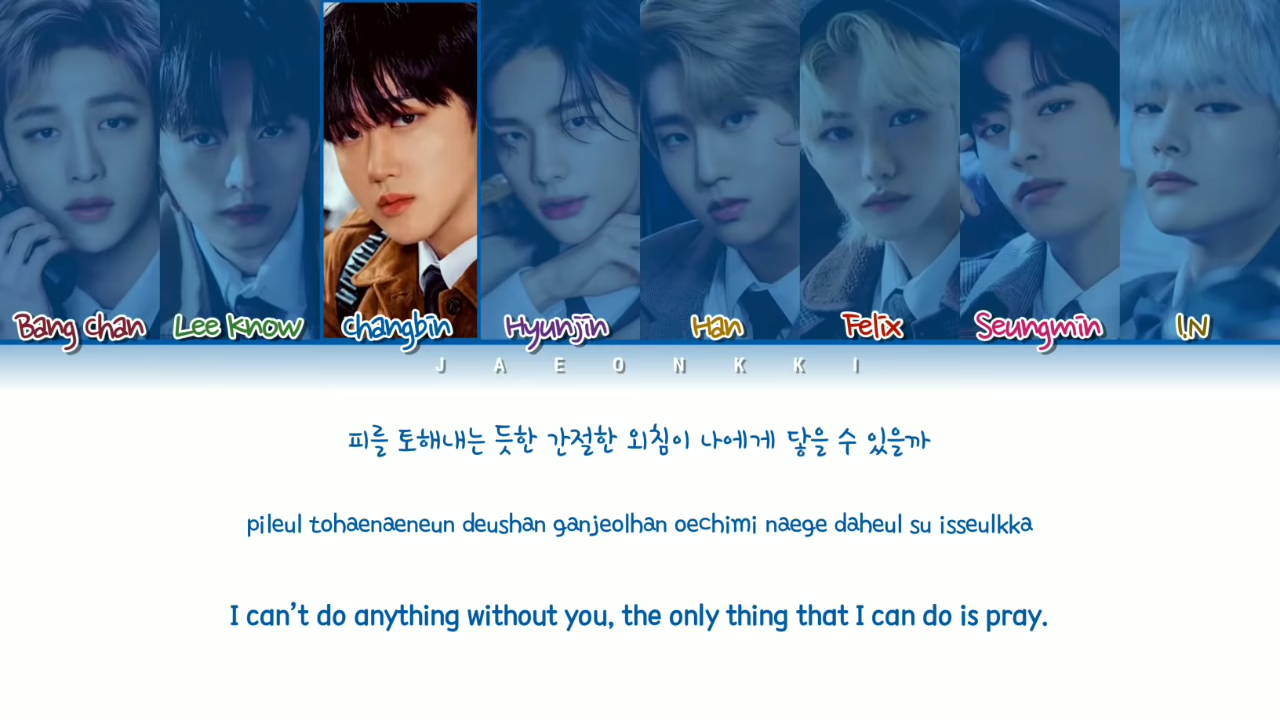 Bang chan Lee Know Changbin Hyunjin Han Felix Seungmin I.N
JAEONKKI
피를 토해내는 듯한 간절한 외침이 나에게 닿을 수 있을까
pileul tohaenaeneun deushan ganjeolhan oechimi naege daheul su isseulkka
I can't do anything without you, the only thing that I can do is pray.